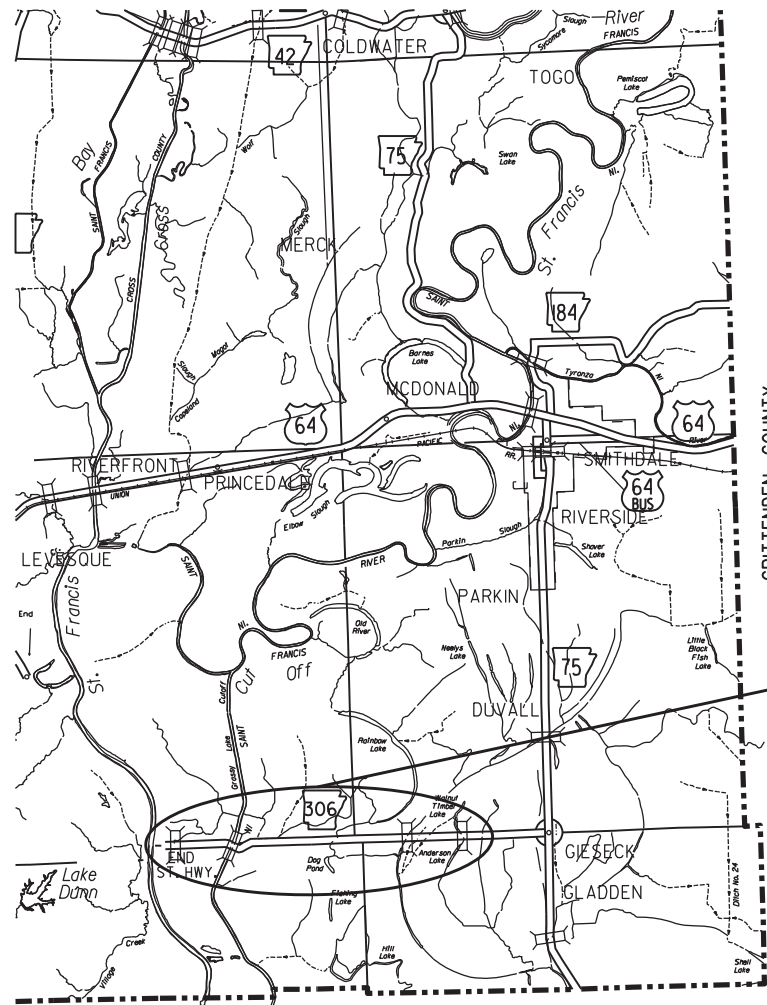 River
Slough
FRANCIS
Sycamore
COLDWATER
42
TOGO
Pemiscot
Lake
Bay
FRANCIS
COUNTY
Wolf
75
Swan
Lake
NI.
SAINT
CROSS
Slough
MERCK
St. Francis
CROSS
SAINT
184
Mogot
Slough
Copeland
Barnes
Lake
Tyronza
NI
MCDONALD
64
NI.
64
River
PACIFIC
RR.
SMITHDALE
RIVERFRONT
PRINCEDALE
UNION
64
BUS
Elbow
Slough
RIVERSIDE
Parkin
Slough
Shaver
Lake
LEVESQUE
SAINT
RIVER
Francis
PARKIN
End
Old
River
NI.
FRANCIS
Off
Neelys
Lake
Little
Black
Fish
Lake
St.
Cut
75
Cutoff
DUVALL
Lake
SAINT
Rainbow
Lake
Grassy
306
Walnut
Timber
Lake
NI
END
ST. HWY.
Dog
Pond
Anderson
Lake
GIESECK
Lake
Dunn
Fishing
Lake
GLADDEN
Ditch No. 24
Creek
Village
Hill
Lake
Shell
Lake
CRITTENDEN COUNTY